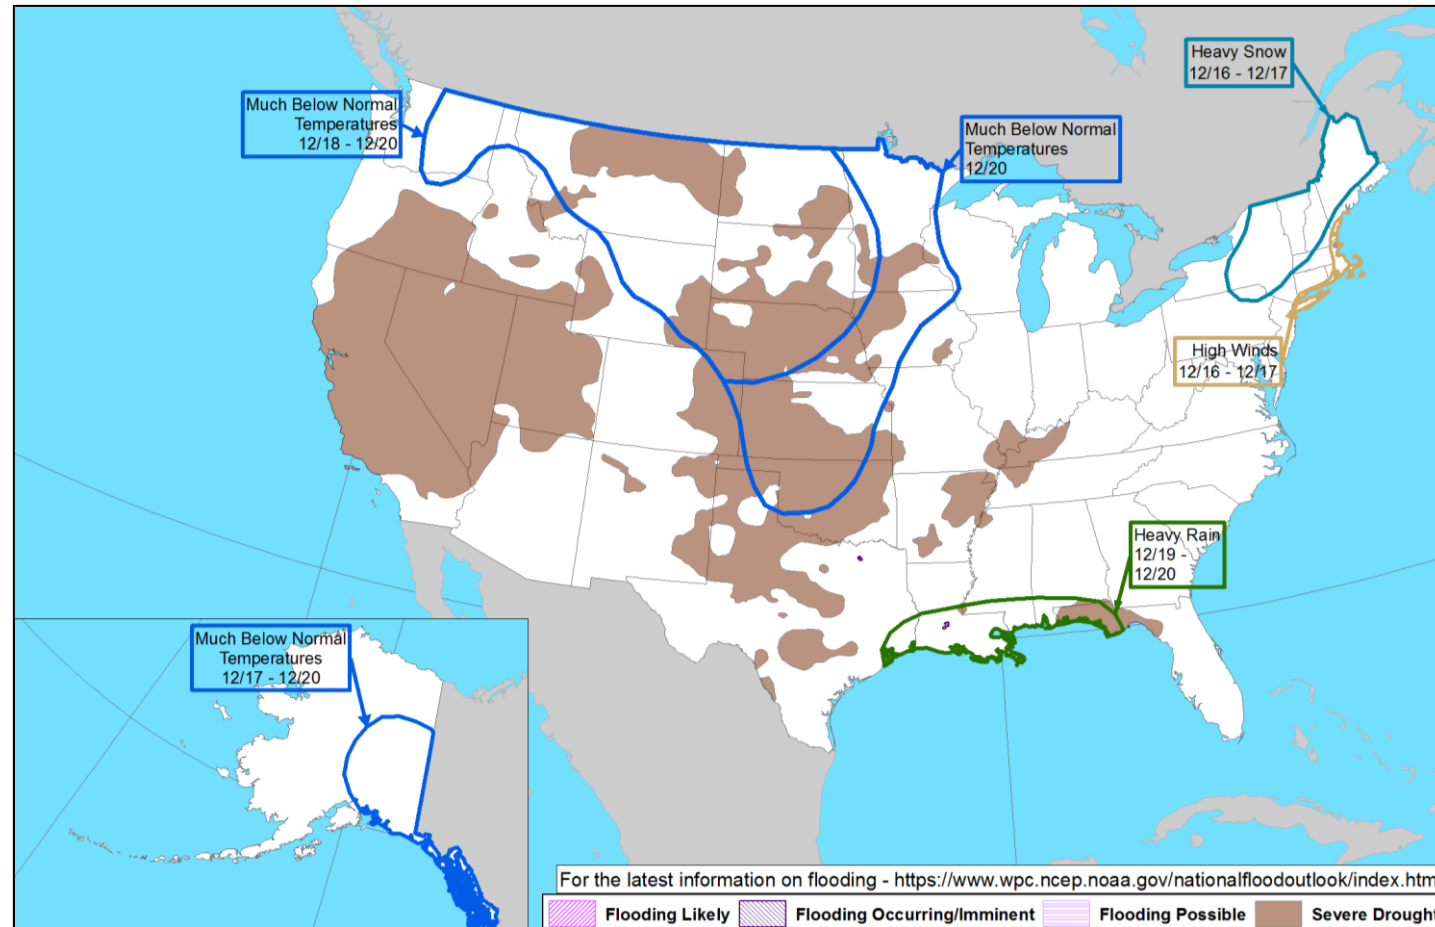 Heavy Snow
12/16 - 12/17
Much Below Normal
Temperatures
12/18 - 12/20
Much Below Normal
Temperatures
12/20
High Winds
12/16 - 12/17
Heavy Rain
12/19 -
12/20
Much Below Normal
Temperatures
12/17 - 12/20
For the latest information on flooding - https://www.wpc.ncep.noaa.gov/nationalfloodoutlook/index.htm
Flooding Likely
Flooding Occurring/Imminent
Flooding Possible
Severe Drought